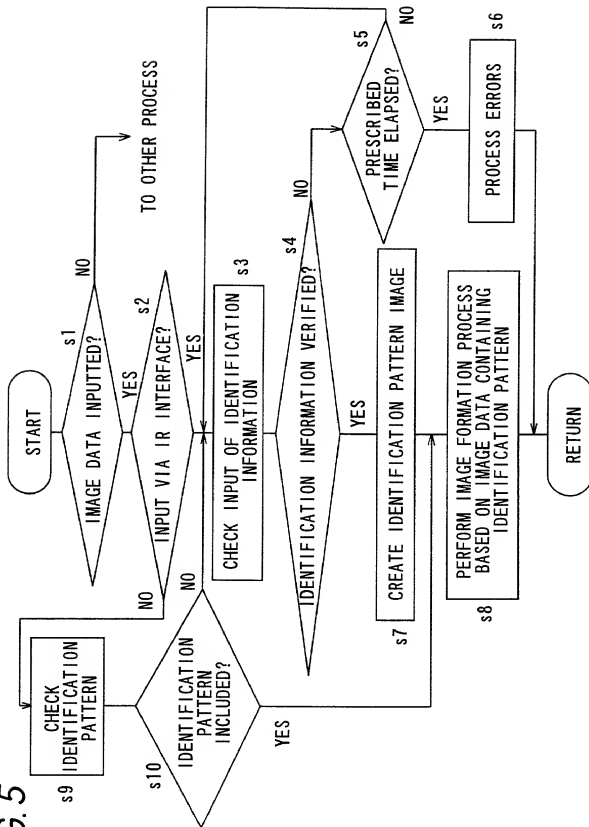 G. 5
START
IMAGE DATA INPUTTED?
s1
NO
TO OTHER PROCESS
YES
INPUT VIA IR INTERFACE?
s2
NO
YES
CHECK INPUT OF IDENTIFICATION
INFORMATION
s3
IDENTIFICATION INFORMATION VERIFIED?
s4
NO
YES
PRESCRIBED
TIME ELAPSED?
s5
NO
YES
PROCESS ERRORS
s6
CREATE IDENTIFICATION PATTERN IMAGE
s7
PERFORM IMAGE FORMATION PROCESS
BASED ON IMAGE DATA CONTAINING
IDENTIFICATION PATTERN
s8
RETURN
CHECK
IDENTIFICATION
PATTERN
s9
IDENTIFICATION
PATTERN
INCLUDED?
s10
NO
YES